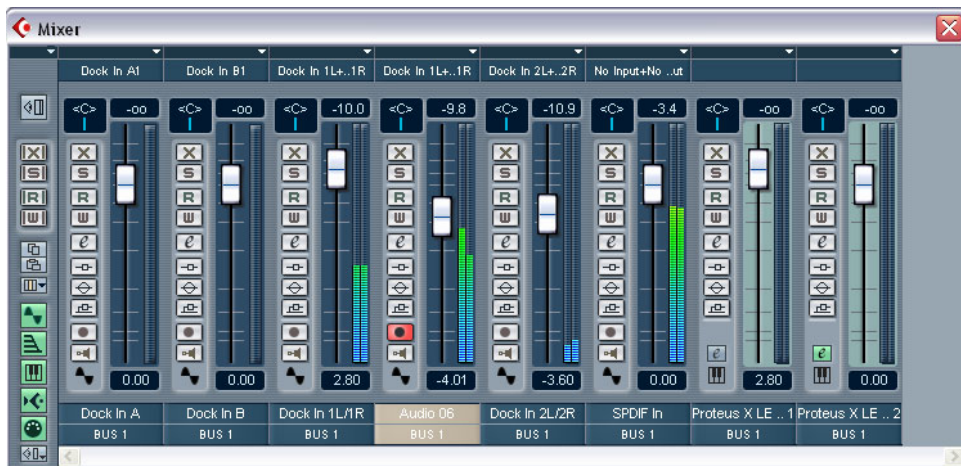 Mixer
Dock In A1 Dock In B1 Dock In 1L+..1R Dock In 1L+..1R Dock In 2L+..2R No Input+No ..ut
<C> -oo <C> -oo <C> -10.0 <C> -9.8 <C> -10.9 <C> -3.4 <C> -oo <C> -oo
X X X X X X X X X
S S S S S S S S S
R R R R R R R R R
W W W W W W W W W
e e e e e e e e
e e
0.00 0.00 2.80 -4.01 -3.60 0.00 2.80 0.00
Dock In A Dock In B Dock In 1L/1R Audio 06 Dock In 2L/2R SPDIF In Proteus X LE .. 1 Proteus X LE .. 2
BUS 1 BUS 1 BUS 1 BUS 1 BUS 1 BUS 1 BUS 1 BUS 1